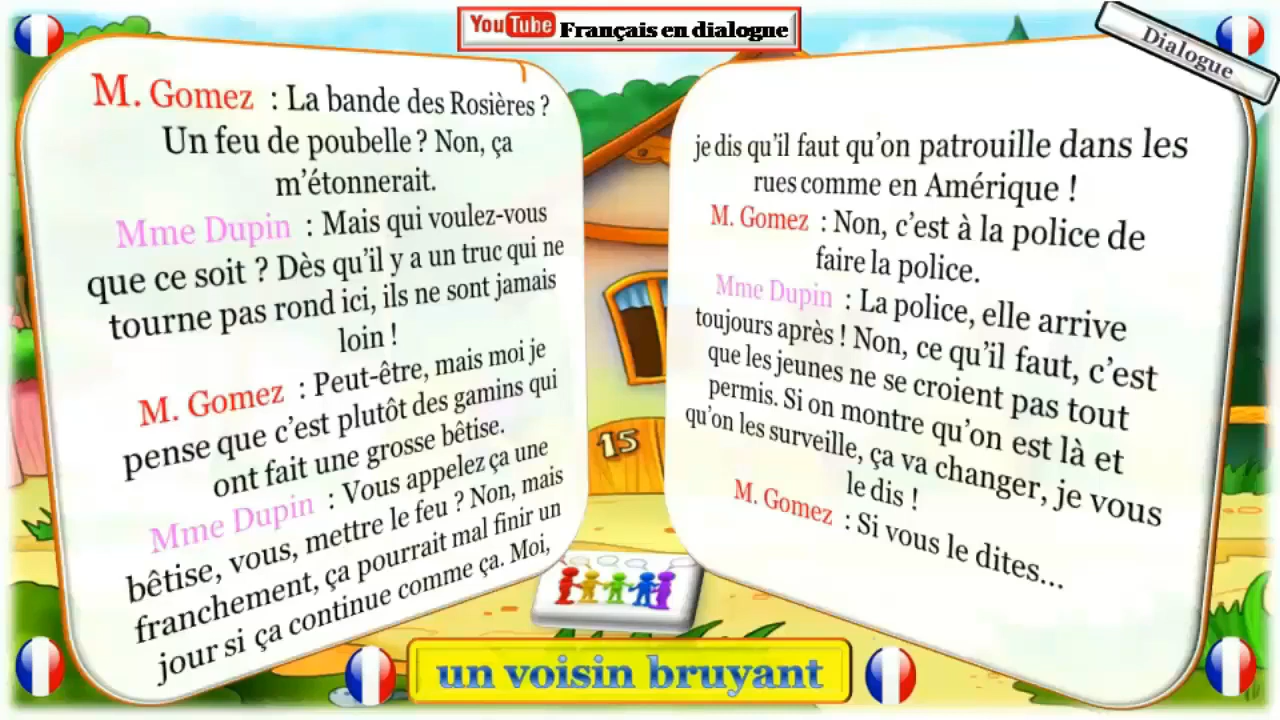 YouTube Français en dialogue
Dialogue
M. Gomez : La bande des Rosières ?
Un feu de poubelle ? Non, ça
m'étonnerait.
Mme Dupin : Mais qui voulez-vous
que ce soit ? Dès qu'il y a un truc qui ne
tourne pas rond ici, ils ne sont jamais
loin !
M. Gomez : Peut-être, mais moi je
pense que c'est plutôt des gamins qui
ont fait une grosse bêtise.
Mme Dupin : Vous appelez ça une
bêtise, vous, mettre le feu ? Non, mais
franchement, ça pourrait mal finir un
jour si ça continue comme ça. Moi,
je dis qu'il faut qu'on patrouille dans les
rues comme en Amérique !
M. Gomez : Non, c'est à la police de
faire la police.
Mme Dupin : La police, elle arrive
toujours après ! Non, ce qu'il faut, c'est
que les jeunes ne se croient pas tout
permis. Si on montre qu'on est là et
qu'on les surveille, ça va changer, je vous
le dis !
M. Gomez : Si vous le dites...
15
un voisin bruyant